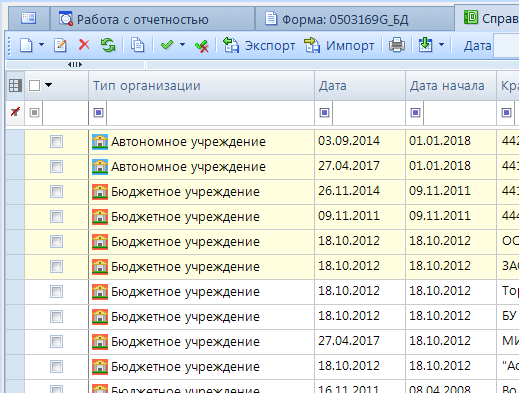 Работа с отчетностью Форма: 0503169G_БД Справ
Экспорт Импорт Дата
Тип организации Дата Дата начала Кра
Автономное учреждение 03.09.2014 01.01.2018 442
Автономное учреждение 27.04.2017 01.01.2018 441
Бюджетное учреждение 26.11.2014 09.11.2011 441
Бюджетное учреждение 09.11.2011 09.11.2011 444
Бюджетное учреждение 18.10.2012 18.10.2012 ОС
Бюджетное учреждение 18.10.2012 18.10.2012 ЗАО
Бюджетное учреждение 18.10.2012 18.10.2012 Тор
Бюджетное учреждение 18.10.2012 18.10.2012 БУ
Бюджетное учреждение 27.04.2017 18.10.2012 МИ
Бюджетное учреждение 18.10.2012 18.10.2012 "Ас
Бюджетное учреждение 16.11.2011 08.04.2008 Во